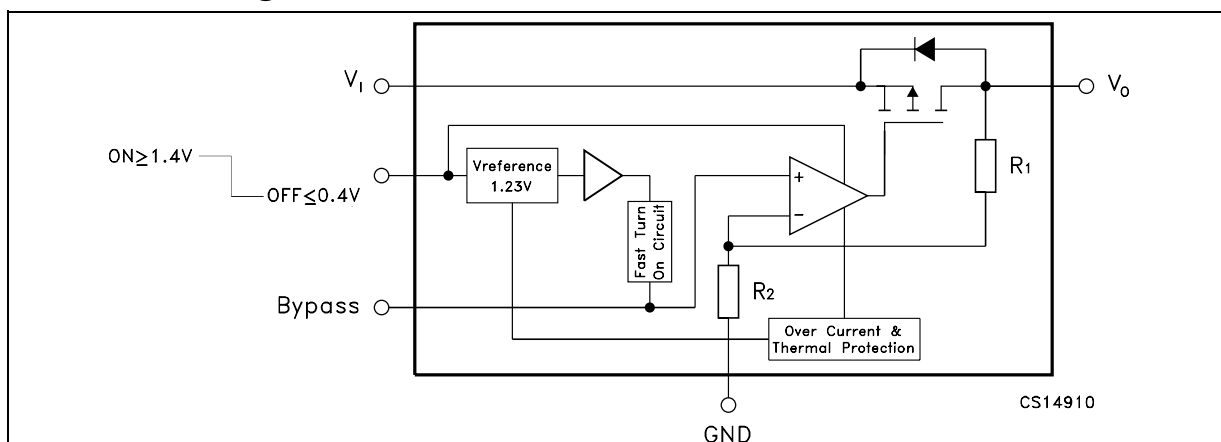 V_I
V_O
ON≥1.4V
OFF≤0.4V
Vreference
1.23V
Fast Turn
On Circuit
+
−
R1
R2
Bypass
Over Current &
Thermal Protection
CS14910
GND